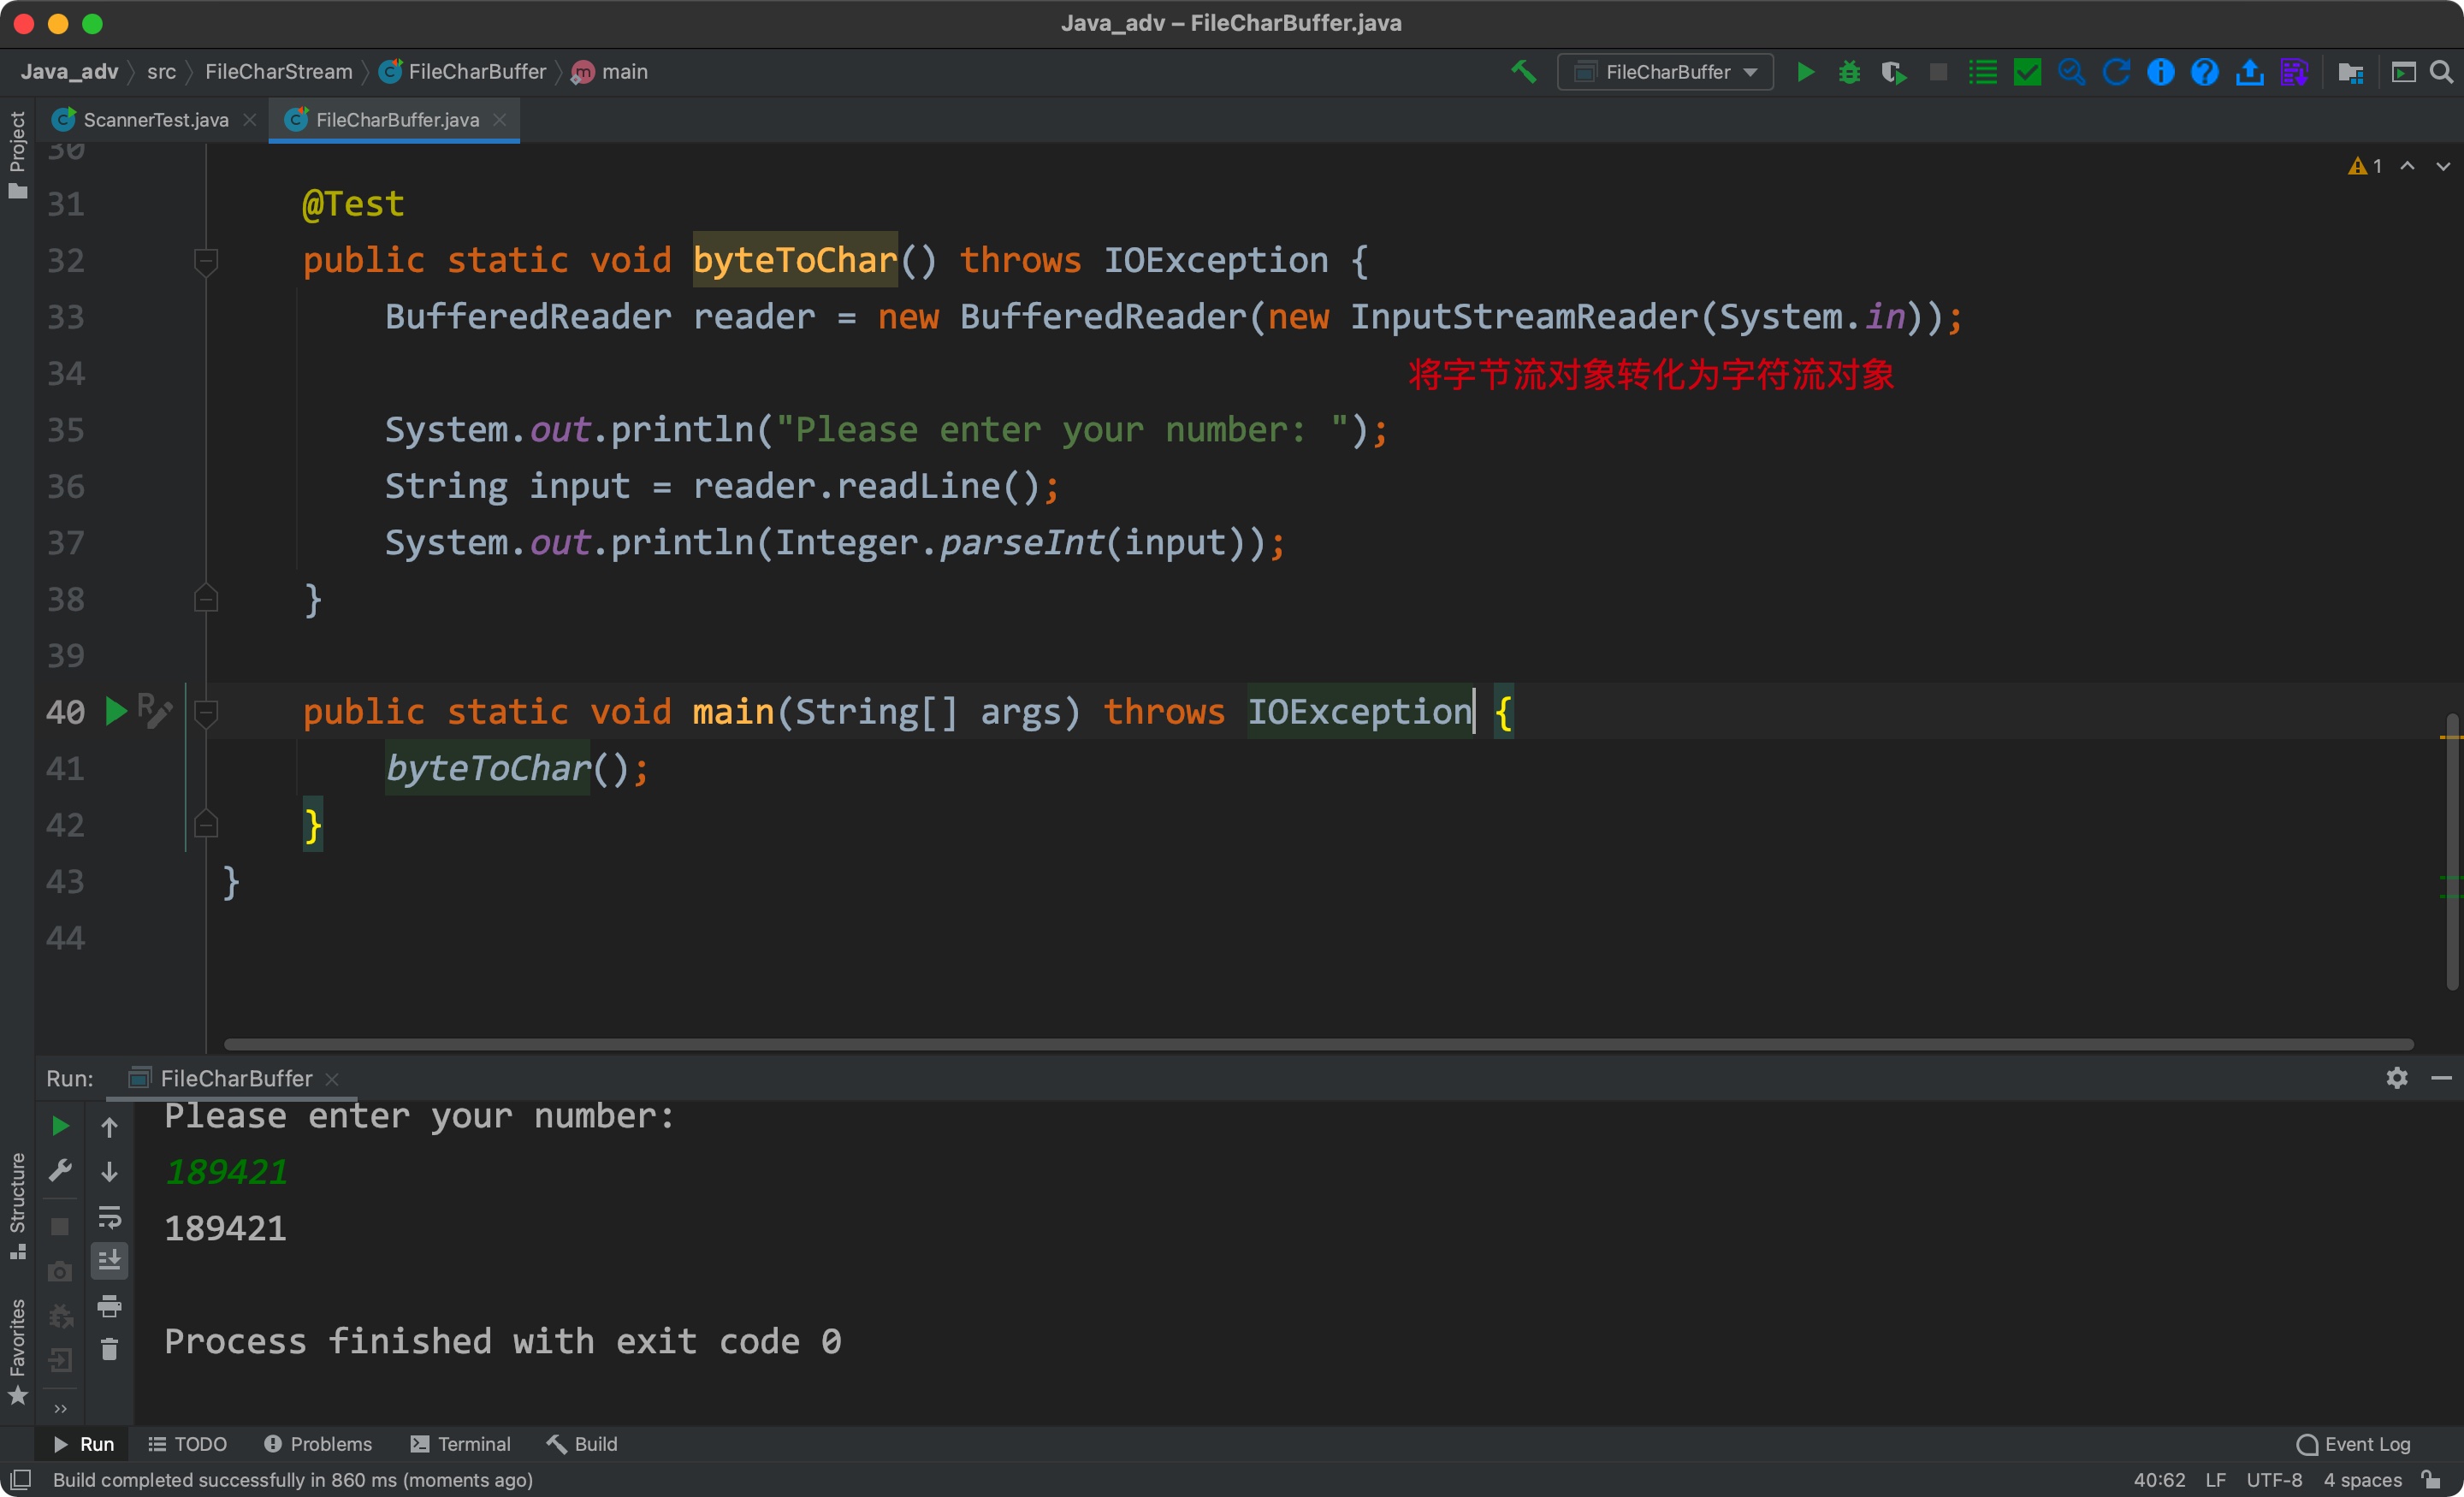 Java_adv – FileCharBuffer.java
Java_adv src FileCharStream FileCharBuffer main FileCharBuffer
ScannerTest.java FileCharBuffer.java
Project
1
30
31 @Test
32 public static void byteToChar() throws IOException {
33 BufferedReader reader = new BufferedReader(new InputStreamReader(System.in));
34 将字节流对象转化为字符流对象
35 System.out.println("Please enter your number: ");
36 String input = reader.readLine();
37 System.out.println(Integer.parseInt(input));
38 }
39
40 public static void main(String[] args) throws IOException {
41 byteToChar();
42 }
43 }
44
Run: FileCharBuffer
Please enter your number:
189421
189421
Process finished with exit code 0
Structure
Favorites
Run TODO Problems Terminal Build Event Log
Build completed successfully in 860 ms (moments ago) 40:62 LF UTF-8 4 spaces